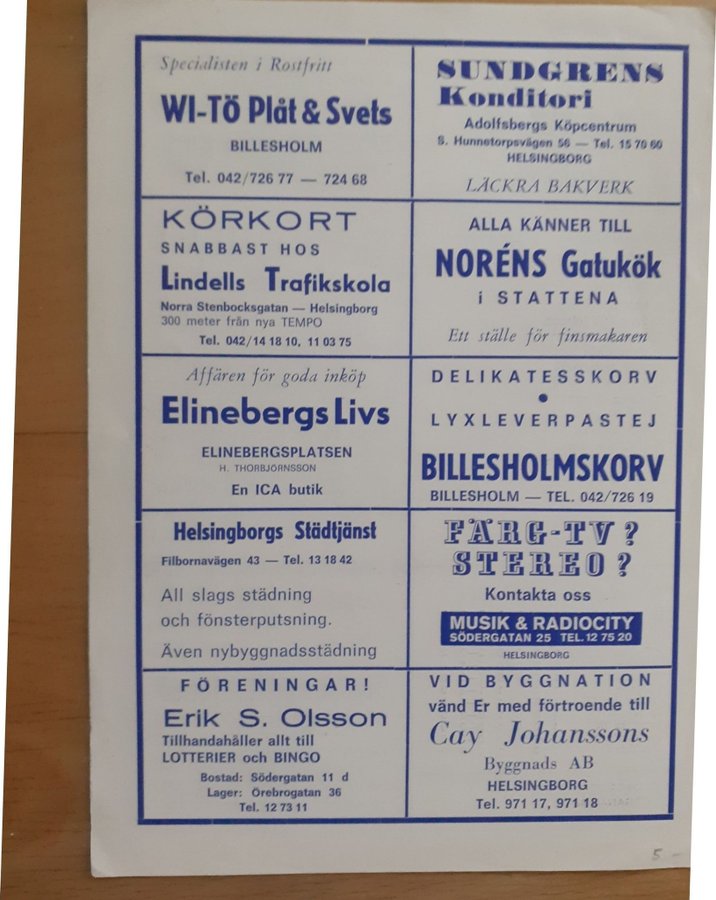 Specialisten i Rostfritt
WI-TÖ Plåt & Svets
BILLESHOLM
Tel. 042/726 77 — 724 68
SUNDGRENS
Konditori
Adolfsbergs Köpcentrum
S. Hunnetorpsvägen 56 — Tel. 15 70 60
HELSINGBORG
LÄCKRA BAKVERK
KÖRKORT
SNABBAST HOS
Lindells Trafikskola
Norra Stenbocksgatan — Helsingborg
300 meter från nya TEMPO
Tel. 042/14 18 10, 11 03 75
ALLA KÄNNER TILL
NORÉNS Gatukök
i STATTENA
Ett ställe för finsmakaren
Affären för goda inköp
Elinebergs Livs
ELINEBERGSPLATSEN
H. THORBJÖRNSSON
En ICA butik
DELIKATESSKORV
•
LYXLEVERPASTEJ
BILLESHOLMSKORV
BILLESHOLM — TEL. 042/726 19
Helsingborgs Städtjänst
Filbornavägen 43 — Tel. 13 18 42
All slags städning
och fönsterputsning.
Även nybyggnadsstädning
FÄRG-TV?
STEREO?
Kontakta oss
MUSIK & RADIOCITY
SÖDERGATAN 25 TEL. 12 75 20
HELSINGBORG
FÖRENINGAR!
Erik S. Olsson
Tillhandahåller allt till
LOTTERIER och BINGO
Bostad: Södergatan 11 d
Lager: Örebrogatan 36
Tel. 12 73 11
VID BYGGNATION
vänd Er med förtroende till
Cay Johanssons
Byggnads AB
HELSINGBORG
Tel. 971 17, 971 18
5.-